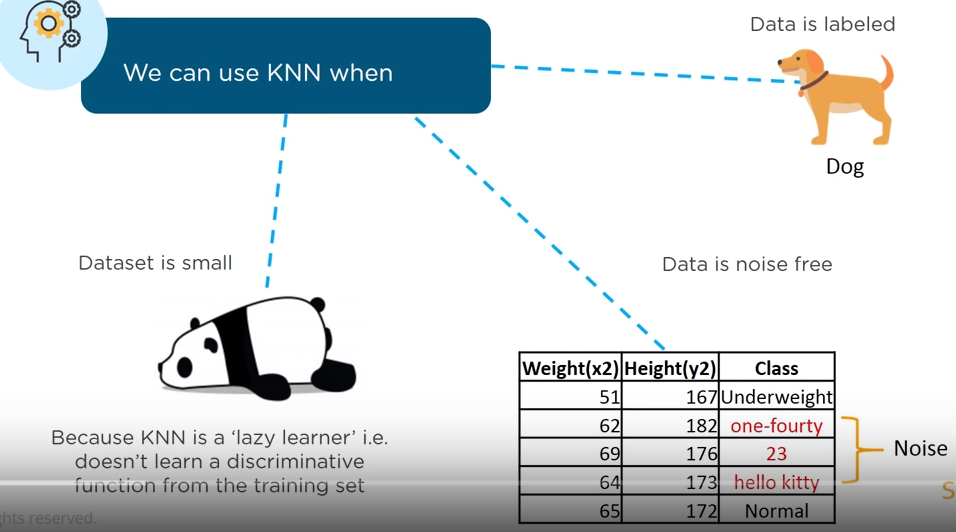 We can use KNN when
Data is labeled
Dog
Dataset is small
Because KNN is a 'lazy learner' i.e.
doesn't learn a discriminative
function from the training set
Data is noise free
Weight(x2) Height(y2) Class
51 167 Underweight
62 182 one-fourty
69 176 23
64 173 hello kitty
65 172 Normal
Noise
reserved.